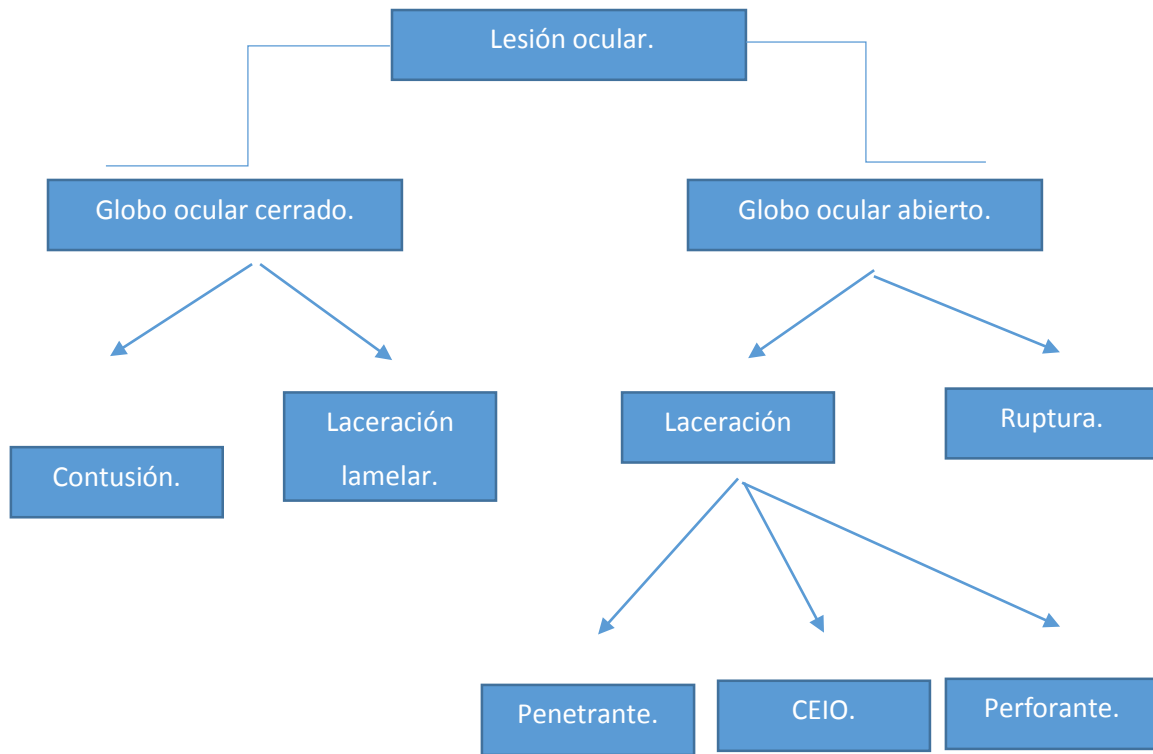 Lesión ocular.
Globo ocular cerrado.
Globo ocular abierto.
Contusión.
Laceración
lamelar.
Laceración
Ruptura.
Penetrante.
CEIO.
Perforante.